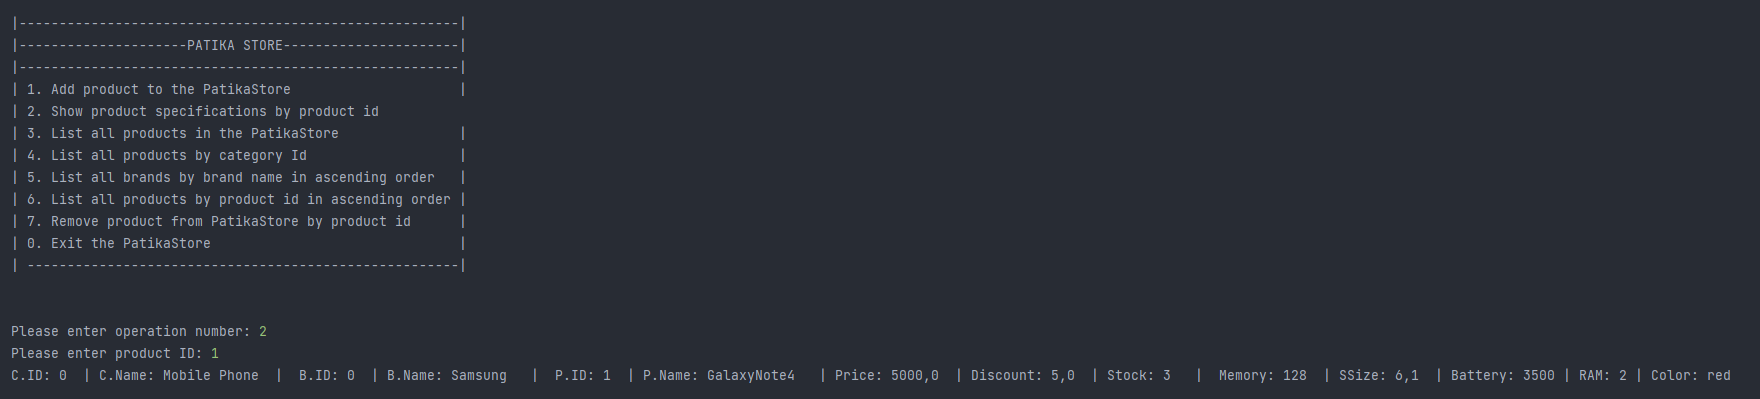 |-------------------------------------------------------|
|---------------------PATIKA STORE----------------------|
|-------------------------------------------------------|
| 1. Add product to the PatikaStore                     |
| 2. Show product specifications by product id
| 3. List all products in the PatikaStore               |
| 4. List all products by category Id                   |
| 5. List all brands by brand name in ascending order   |
| 6. List all products by product id in ascending order |
| 7. Remove product from PatikaStore by product id      |
| 0. Exit the PatikaStore                               |
| ------------------------------------------------------|
Please enter operation number: 2
Please enter product ID: 1
C.ID: 0  | C.Name: Mobile Phone  |  B.ID: 0  | B.Name: Samsung   |  P.ID: 1  | P.Name: GalaxyNote4   | Price: 5000,0  | Discount: 5,0  | Stock: 3   |  Memory: 128  | SSize: 6,1  | Battery: 3500 | RAM: 2 | Color: red